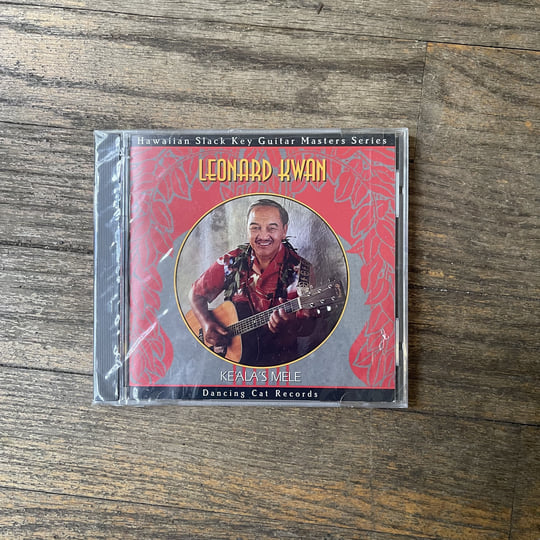 Hawaiian Slack Key Guitar Masters Series
LEONARD KWAN
KE'ALA'S MELE
Dancing Cat Records